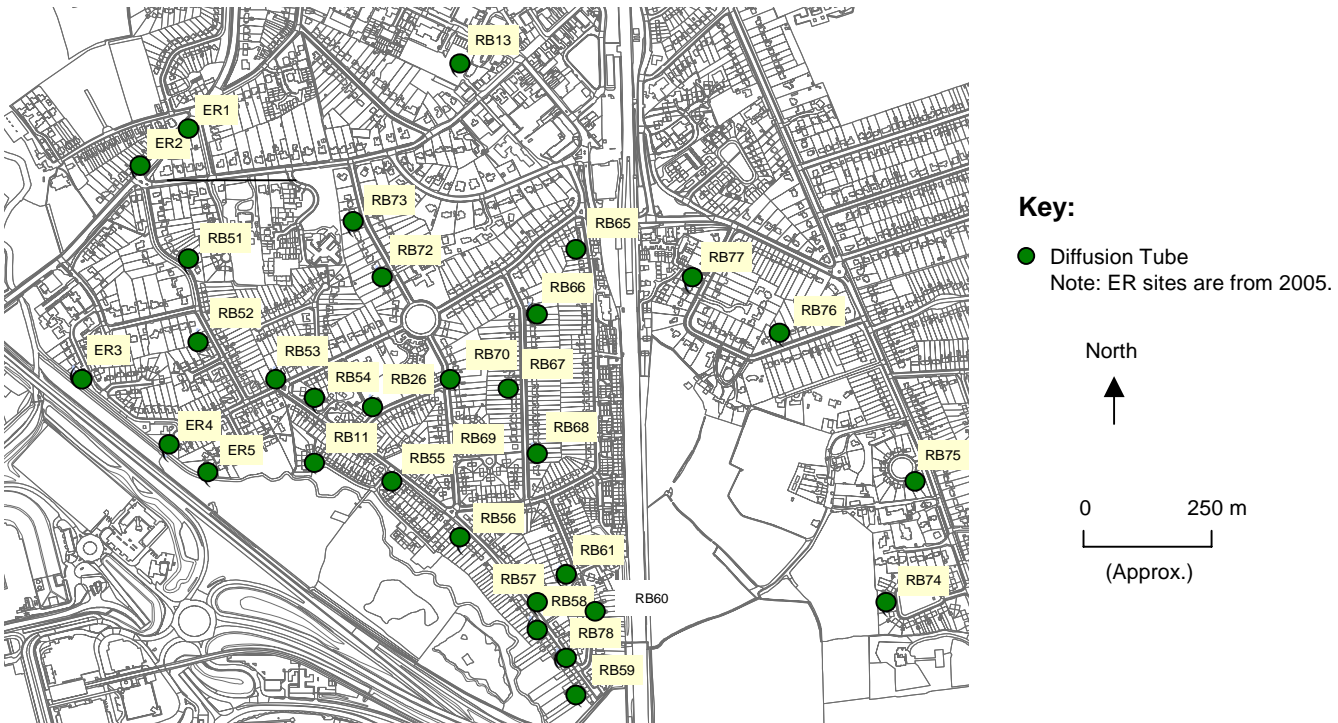 RB13
ER1
ER2
RB73
RB65
RB51
RB72
RB77
RB66
RB76
RB52
ER3
RB53
RB70
RB67
RB54
RB26
ER4
RB11
RB69
RB68
ER5
RB55
RB75
RB56
RB61
RB57
RB58
RB60
RB74
RB78
RB59
Key:
Diffusion Tube
Note: ER sites are from 2005.
North
0 250 m
(Approx.)